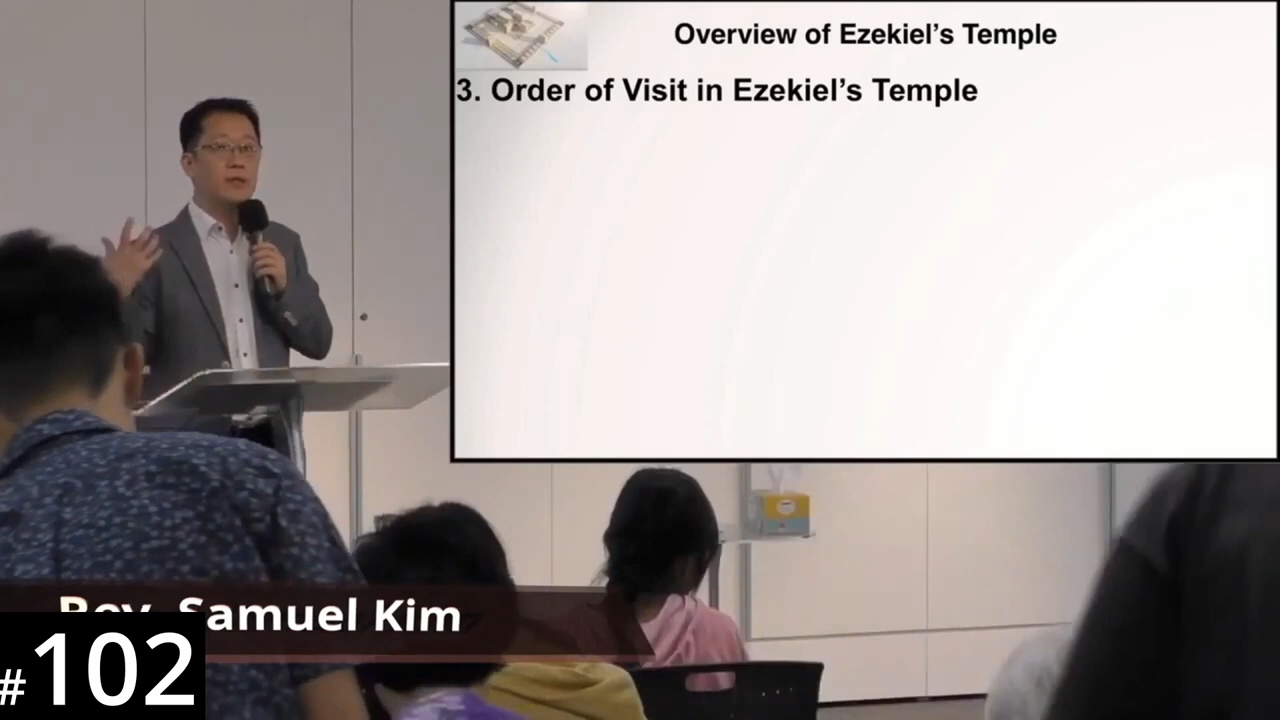 Overview of Ezekiel's Temple
3. Order of Visit in Ezekiel's Temple
Rev. Samuel Kim
#102